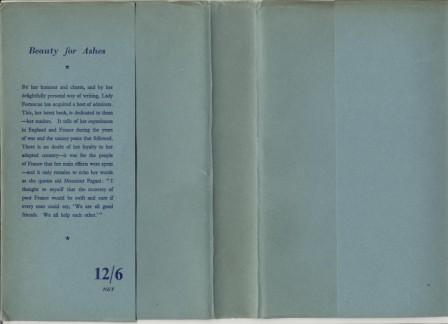 Beauty for Ashes
By her humour and charm, and by her
delightfully personal way of writing, Lady
Fortescue has acquired a host of admirers.
This, her latest book, is dedicated to them
—her readers. It tells of her experiences
in England and France during the years
of war and the uneasy peace that followed.
There is no doubt of her loyalty to her
adopted country—it was for the people
of France that her main efforts were spent
—and it only remains to echo her words
as she quotes old Monsieur Pagani: "I
thought to myself that the recovery of
poor France would be swift and sure if
every man could say, 'We are all good
friends. We all help each other.'"
12/6
NET